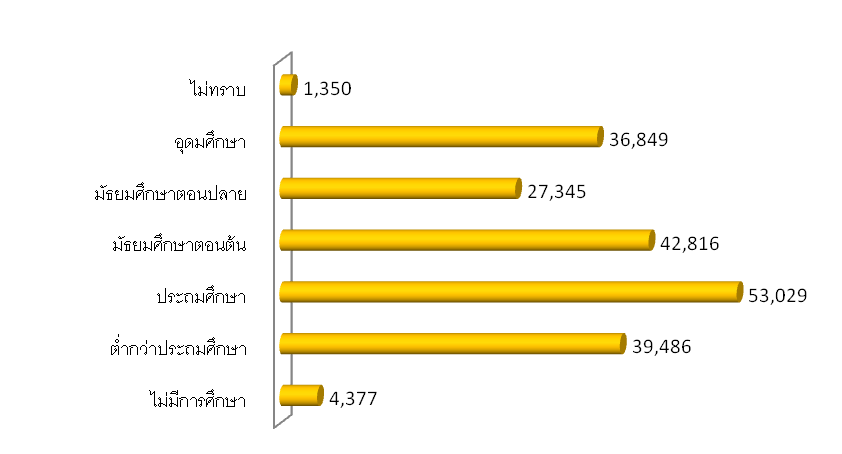 ไม่ทราบ 1,350
อุดมศึกษา 36,849
มัธยมศึกษาตอนปลาย 27,345
มัธยมศึกษาตอนต้น 42,816
ประถมศึกษา 53,029
ต่ำกว่าประถมศึกษา 39,486
ไม่มีการศึกษา 4,377